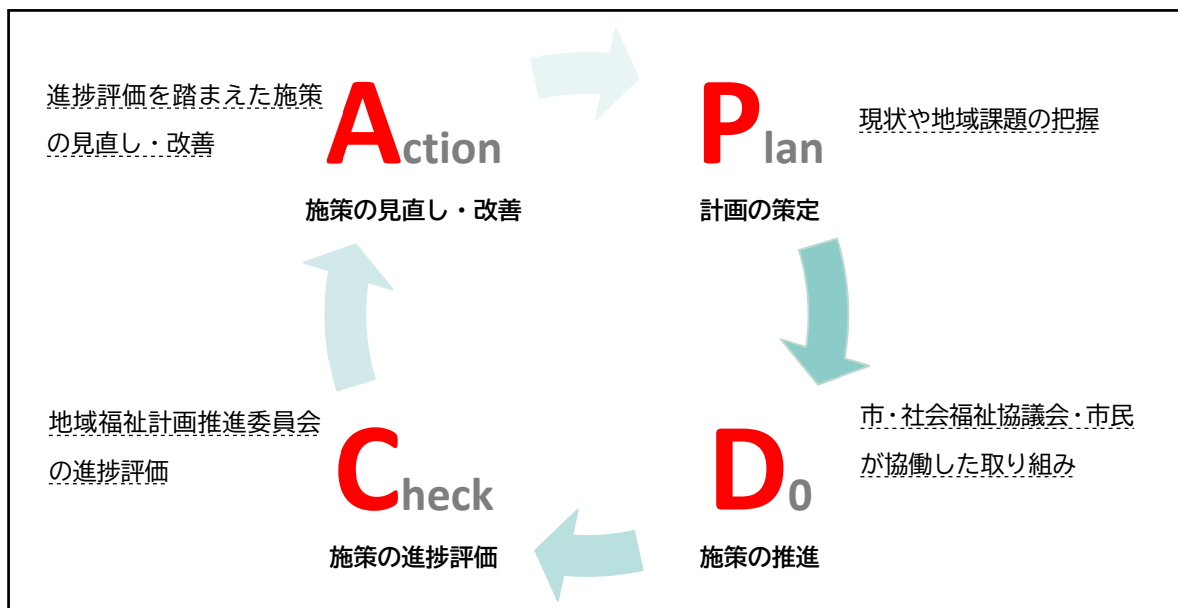 進捗評価を踏まえた施策
の見直し・改善
Action
施策の見直し・改善
Plan
計画の策定
現状や地域課題の把握
地域福祉計画推進委員会
の進捗評価
Check
施策の進捗評価
D0
施策の推進
市・社会福祉協議会・市民
が協働した取り組み